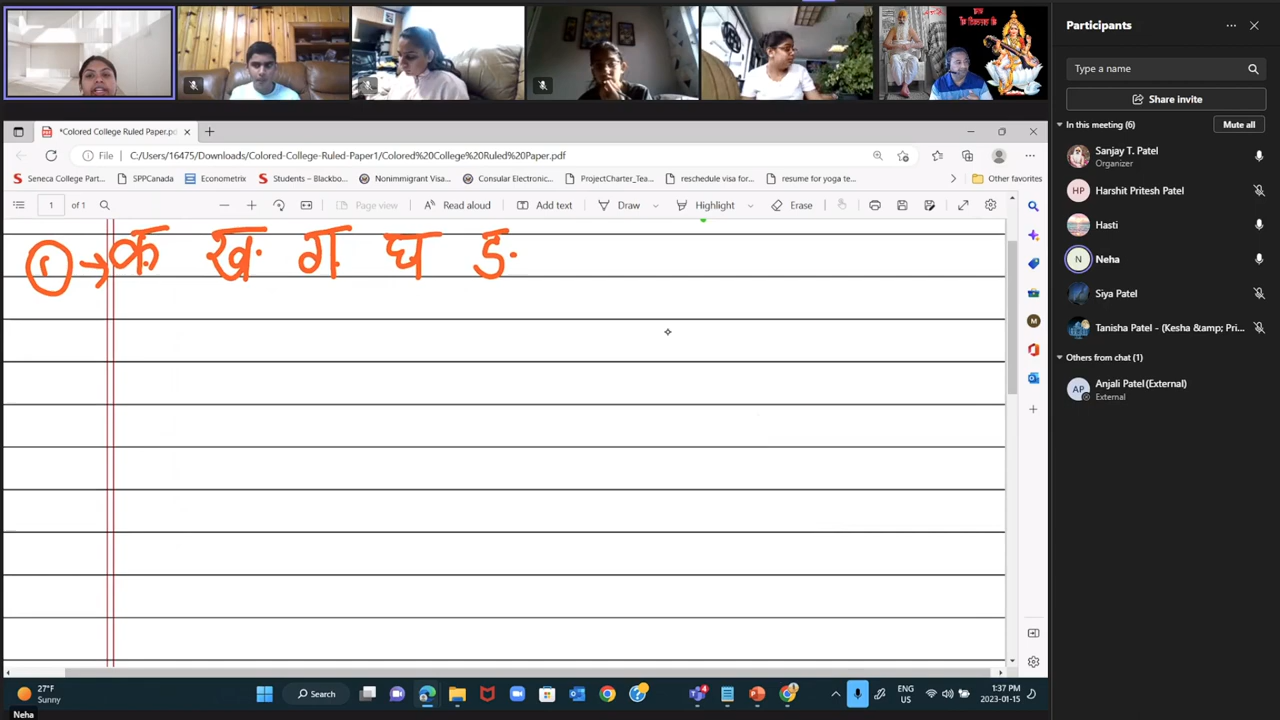 Participants
Type a name
Share invite
In this meeting (6)
Mute all
Sanjay T. Patel
Organizer
HP
Harshit Pritesh Patel
Hasti
N
Neha
Siya Patel
Tanisha Patel - (Kesha &amp; Pri...
Others from chat (1)
AP
Anjali Patel (External)
External
*Colored College Ruled Paper.pd
File
C:/Users/16475/Downloads/Colored-College-Ruled-Paper1/Colored%20College%20Ruled%20Paper.pdf
Seneca College Part...
SPPCanada
Econometrix
Students – Blackbo...
Nonimmigrant Visa...
Consular Electronic...
ProjectCharter_Tea...
reschedule visa for...
resume for yoga te...
Other favorites
1
of 1
Page view
Read aloud
Add text
Draw
Highlight
Erase
① → क ख ग घ ङ
27°F
Sunny
Search
ENG
US
1:37 PM
2023-01-15
Neha